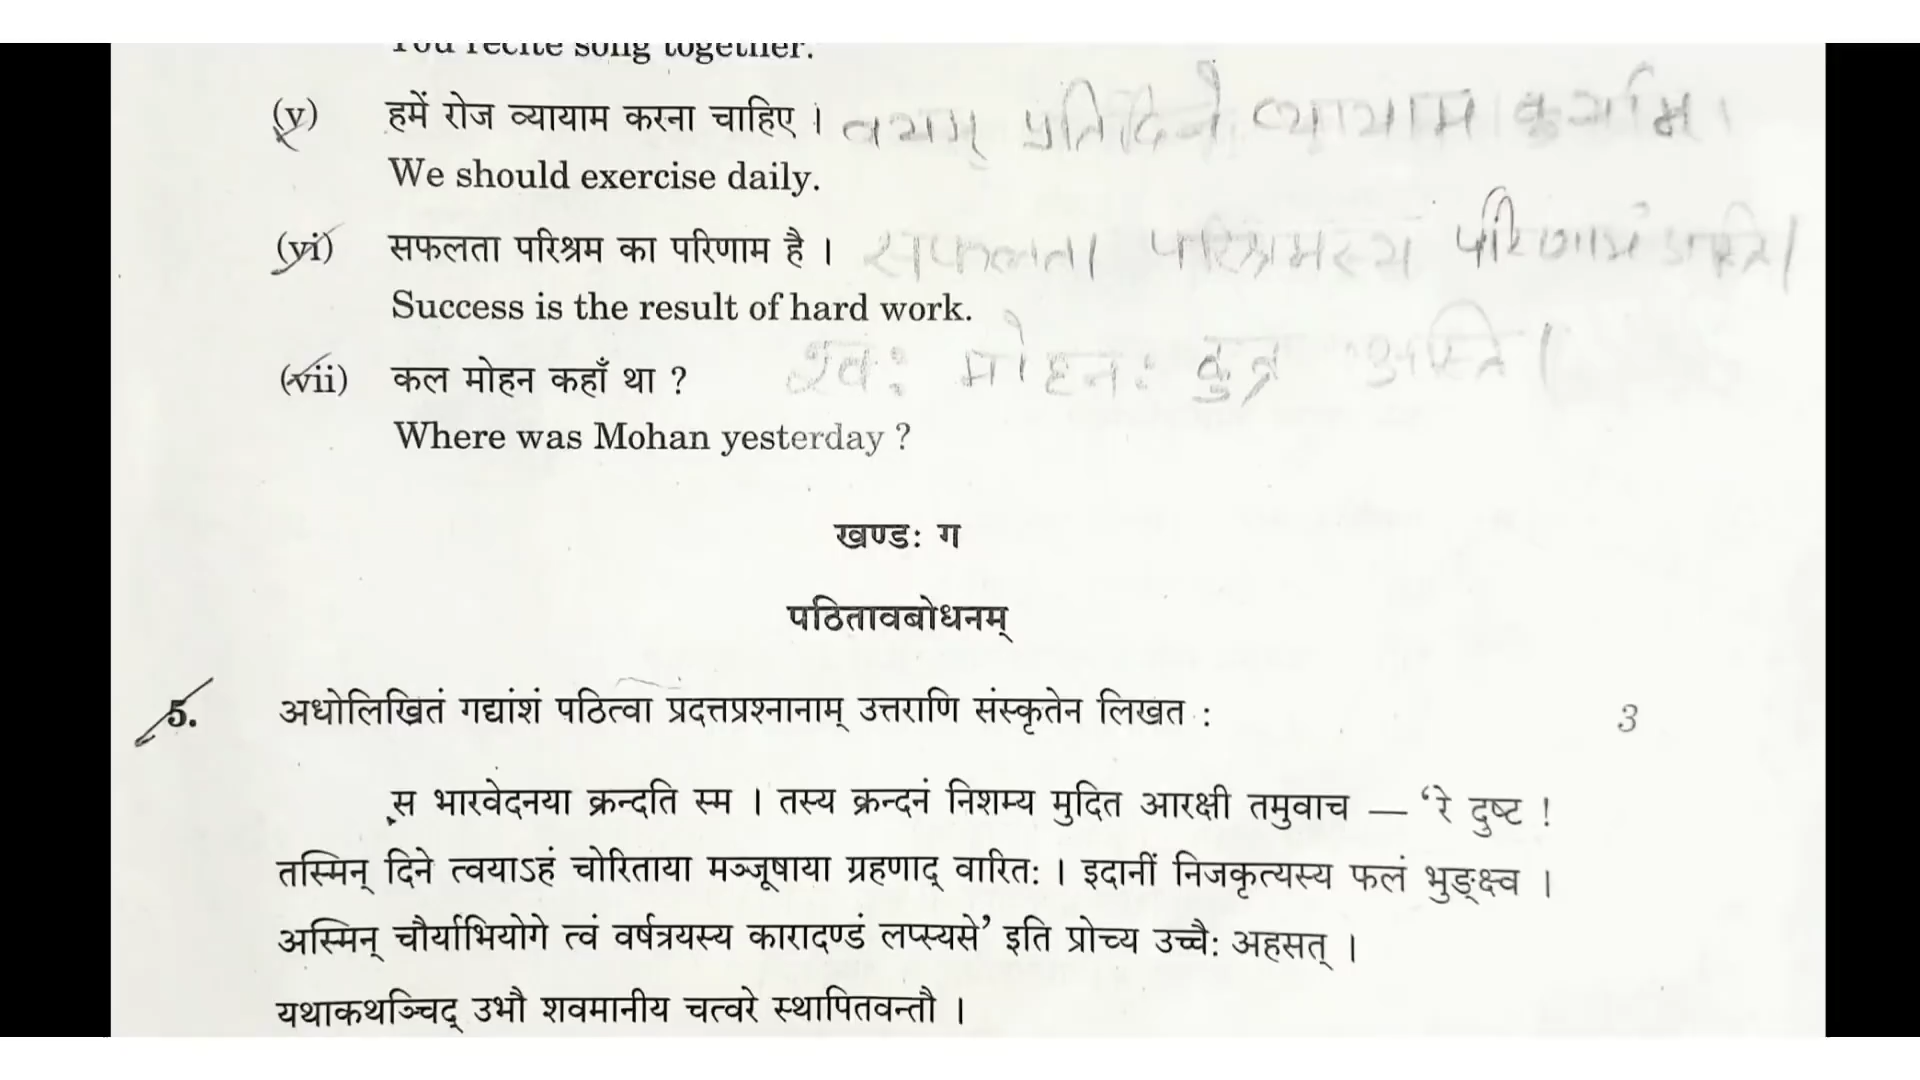 You recite song together.
(v) हमें रोज व्यायाम करना चाहिए । वयम् प्रतिदिनं व्यायाम कुर्याम ।
We should exercise daily.
(vi) सफलता परिश्रम का परिणाम है । सफलता परिश्रमस्य परिणामं अस्ति ।
Success is the result of hard work.
(vii) कल मोहन कहाँ था ? श्वः मोहनः कुत्र अस्ति ।
Where was Mohan yesterday ?
खण्डः ग
पठितावबोधनम्
5. अधोलिखितं गद्यांशं पठित्वा प्रदत्तप्रश्नानाम् उत्तराणि संस्कृतेन लिखत : 3
स भारवेदनया क्रन्दति स्म । तस्य क्रन्दनं निशम्य मुदित आरक्षी तमुवाच — ‘रे दुष्ट !
तस्मिन् दिने त्वयाऽहं चोरिताया मञ्जूषाया ग्रहणाद् वारितः । इदानीं निजकृत्यस्य फलं भुङ्क्ष्व ।
अस्मिन् चौर्याभियोगे त्वं वर्षत्रयस्य कारादण्डं लप्स्यसे’ इति प्रोच्य उच्चैः अहसत् ।
यथाकथञ्चिद् उभौ शवमानीय चत्वरे स्थापितवन्तौ ।